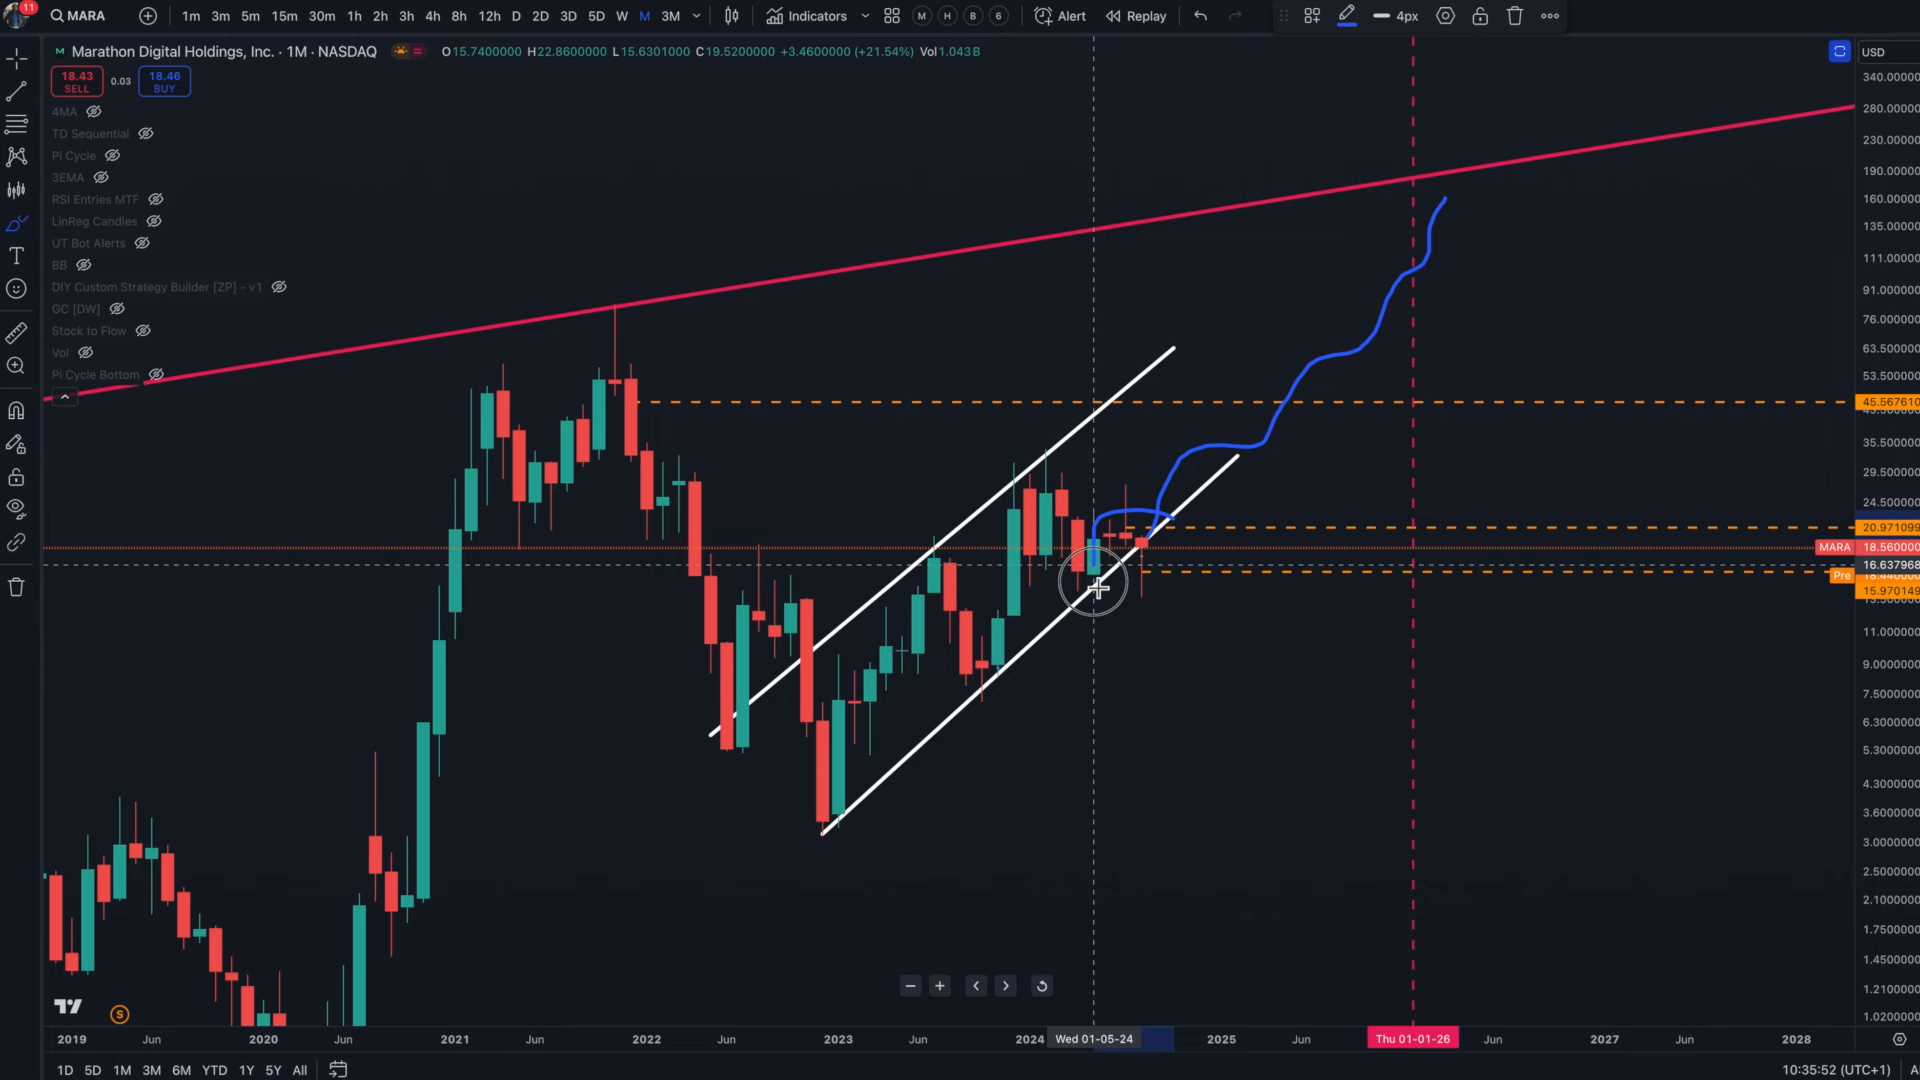 11
MARA
1m 3m 5m 15m 30m 1h 2h 3h 4h 8h 12h D 2D 3D 5D W M 3M Indicators M H B 6 Alert Replay 4px
Marathon Digital Holdings, Inc. · 1M · NASDAQ O15.7400000 H22.8600000 L15.6301000 C19.5200000 +3.4600000 (+21.54%) Vol1.043B
USD
18.43
SELL
0.03
18.46
BUY
4MA
TD Sequential
Pi Cycle
3EMA
RSI Entries MTF
LinReg Candles
UT Bot Alerts
BB
DIY Custom Strategy Builder [ZP] - v1
GC [DW]
Stock to Flow
Vol
Pi Cycle Bottom
340.00000
280.00000
230.00000
190.00000
160.00000
135.00000
111.000000
91.000000
76.000000
63.500000
53.500000
45.567610
35.500000
29.500000
24.500000
20.971099
MARA 18.560000
16.637968
Pre
15.970149
11.000000
9.0000000
7.5000000
6.3000000
5.3000000
4.3000000
3.6000000
3.0000000
2.5000000
2.1000000
1.7500000
1.4500000
1.2100000
1.0200000
S
2019 Jun 2020 Jun 2021 Jun 2022 Jun 2023 Jun 2024 Wed 01-05-24 2025 Jun Thu 01-01-26 Jun 2027 Jun 2028
1D 5D 1M 3M 6M YTD 1Y 5Y All
10:35:52 (UTC+1)